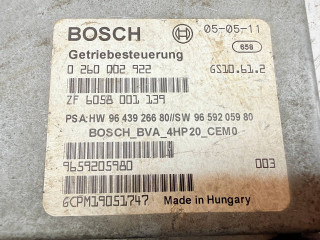 BOSCH 05-05-11
Getriebesteuerung 658
0 260 002 922 GS10.61.2
ZF 6058 001 139
PSA:HW 96 439 266 80//SW 96 592 059 80
BOSCH_BVA_4HP20_CEM0
9659205980 003
6CPM19051747 Made in Hungary